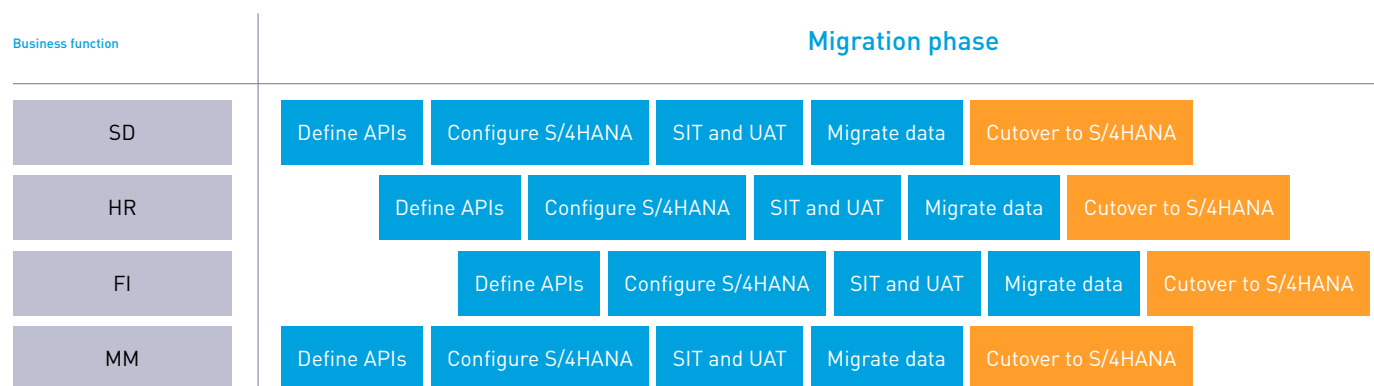 Business function
Migration phase
SD Define APIs Configure S/4HANA SIT and UAT Migrate data Cutover to S/4HANA
HR Define APIs Configure S/4HANA SIT and UAT Migrate data Cutover to S/4HANA
FI Define APIs Configure S/4HANA SIT and UAT Migrate data Cutover to S/4HANA
MM Define APIs Configure S/4HANA SIT and UAT Migrate data Cutover to S/4HANA